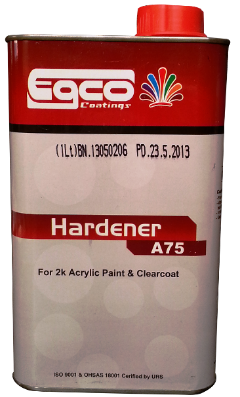 Egco
Coatings
(1Lt)BN.13050206 PD.23.5.2013
Hardener
A75
For 2k Acrylic Paint & Clearcoat
ISO 9001 & OHSAS 18001 Certified by URS